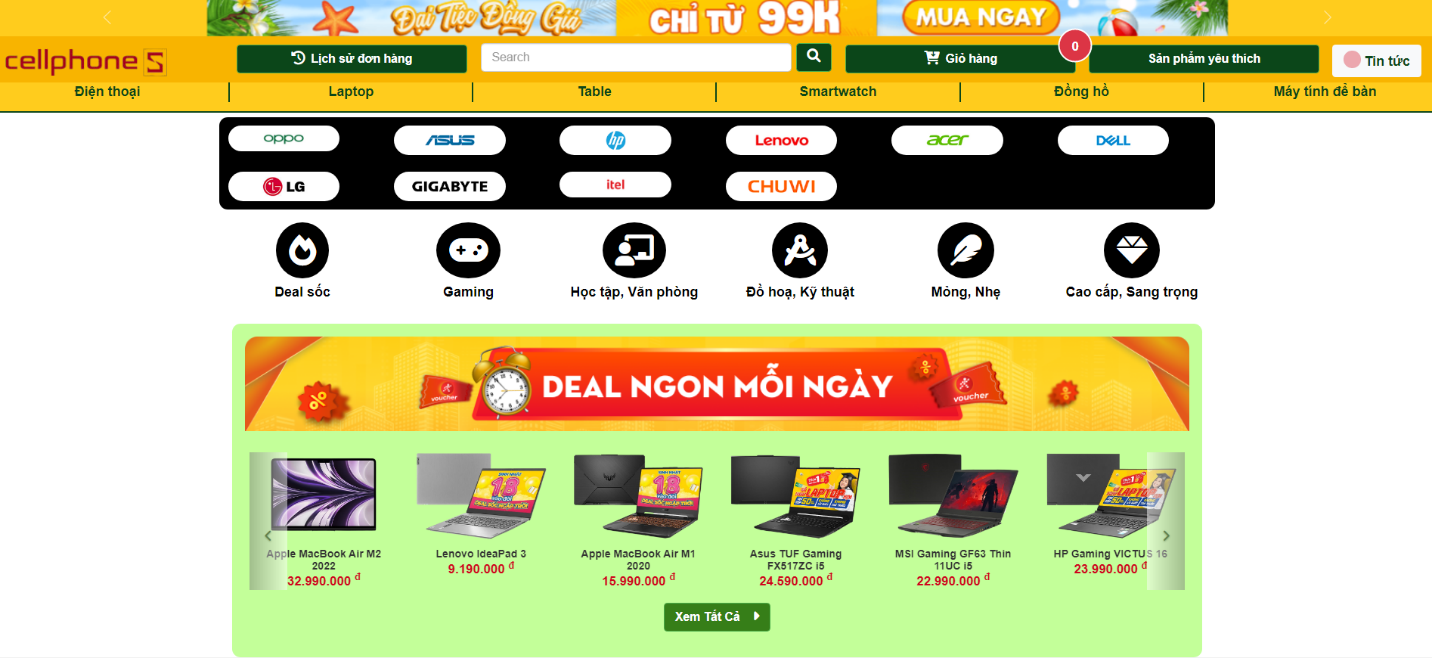 Đại Tiệc Đồng Giá CHỈ TỪ 99K MUA NGAY
cellphone S
Lịch sử đơn hàng
Search
Giỏ hàng
0
Sản phẩm yêu thích
Tin tức
Điện thoại
Laptop
Table
Smartwatch
Đồng hồ
Máy tính để bàn
oppo
ASUS
hp
Lenovo
acer
DELL
LG
GIGABYTE
itel
CHUWI
Deal sốc
Gaming
Học tập, Văn phòng
Đồ hoạ, Kỹ thuật
Mỏng, Nhẹ
Cao cấp, Sang trọng
voucher
DEAL NGON MỖI NGÀY
voucher
Apple MacBook Air M2
2022
32.990.000 đ
Lenovo IdeaPad 3
9.190.000 đ
Apple MacBook Air M1
2020
15.990.000 đ
Asus TUF Gaming
FX517ZC i5
24.590.000 đ
MSI Gaming GF63 Thin
11UC i5
22.990.000 đ
HP Gaming VICTUS 16
23.990.000 đ
Xem Tất Cả